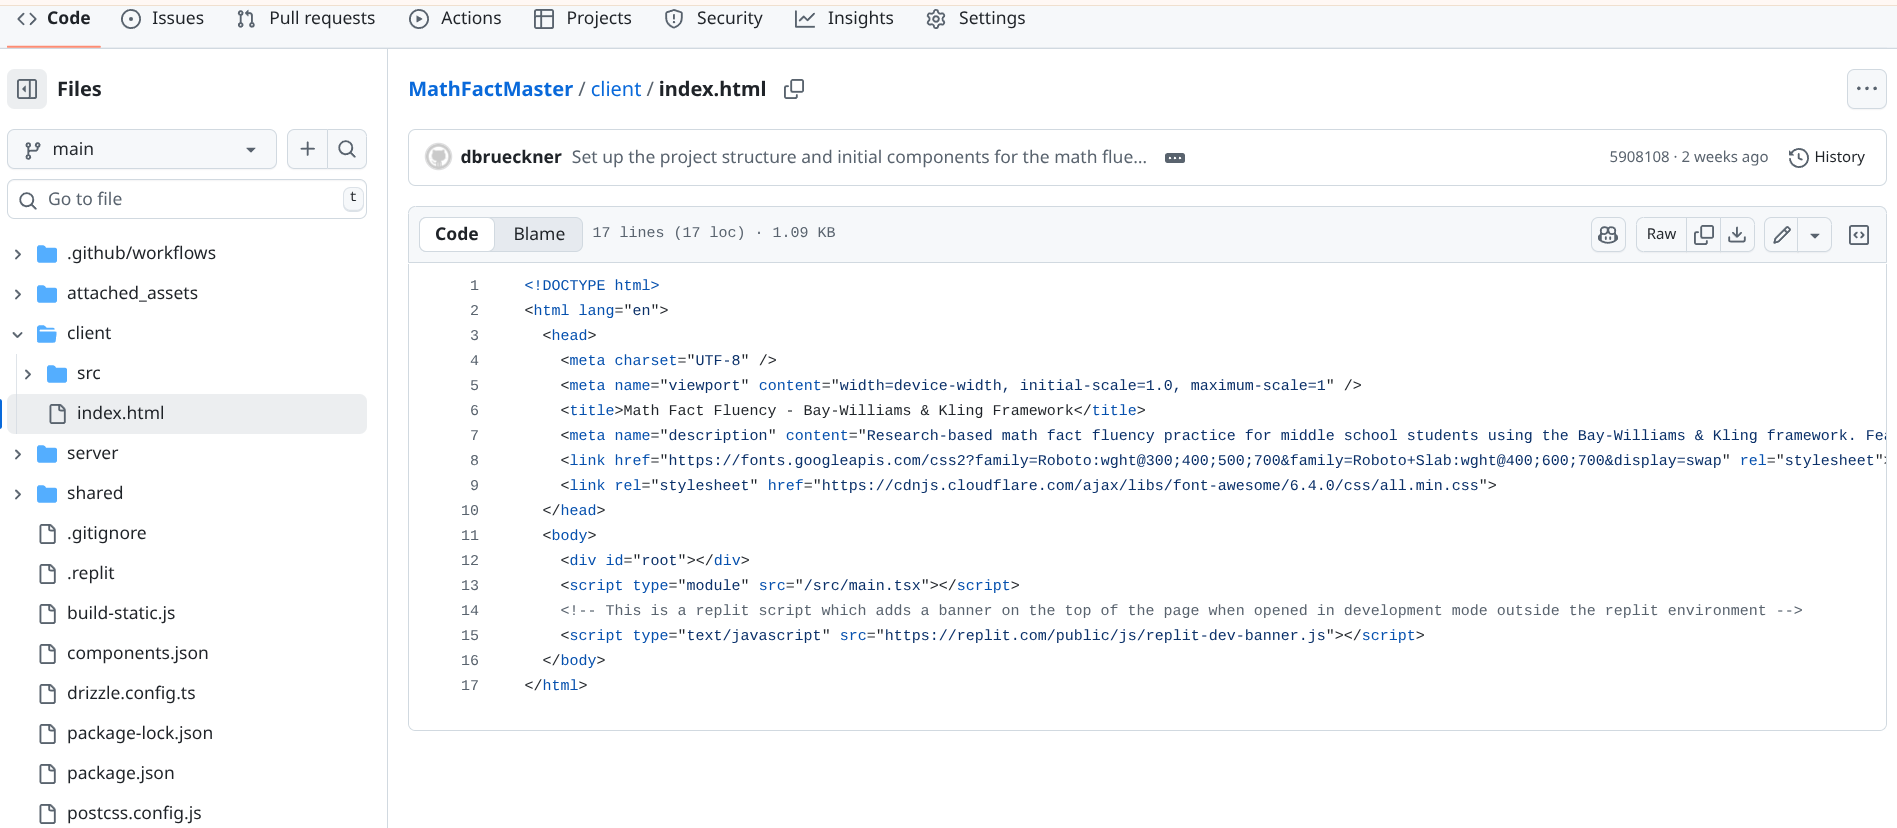 Code Issues Pull requests Actions Projects Security Insights Settings
Files
main
Go to file t
.github/workflows
attached_assets
client
src
index.html
server
shared
.gitignore
.replit
build-static.js
components.json
drizzle.config.ts
package-lock.json
package.json
postcss.config.js
MathFactMaster / client / index.html
dbrueckner Set up the project structure and initial components for the math flue... 5908108 · 2 weeks ago History
Code Blame 17 lines (17 loc) · 1.09 KB Raw
1 <!DOCTYPE html>
2 <html lang="en">
3 <head>
4 <meta charset="UTF-8" />
5 <meta name="viewport" content="width=device-width, initial-scale=1.0, maximum-scale=1" />
6 <title>Math Fact Fluency - Bay-Williams & Kling Framework</title>
7 <meta name="description" content="Research-based math fact fluency practice for middle school students using the Bay-Williams & Kling framework. Fea
8 <link href="https://fonts.googleapis.com/css2?family=Roboto:wght@300;400;500;700&family=Roboto+Slab:wght@400;600;700&display=swap" rel="stylesheet">
9 <link rel="stylesheet" href="https://cdnjs.cloudflare.com/ajax/libs/font-awesome/6.4.0/css/all.min.css">
10 </head>
11 <body>
12 <div id="root"></div>
13 <script type="module" src="/src/main.tsx"></script>
14 <!-- This is a replit script which adds a banner on the top of the page when opened in development mode outside the replit environment -->
15 <script type="text/javascript" src="https://replit.com/public/js/replit-dev-banner.js"></script>
16 </body>
17 </html>